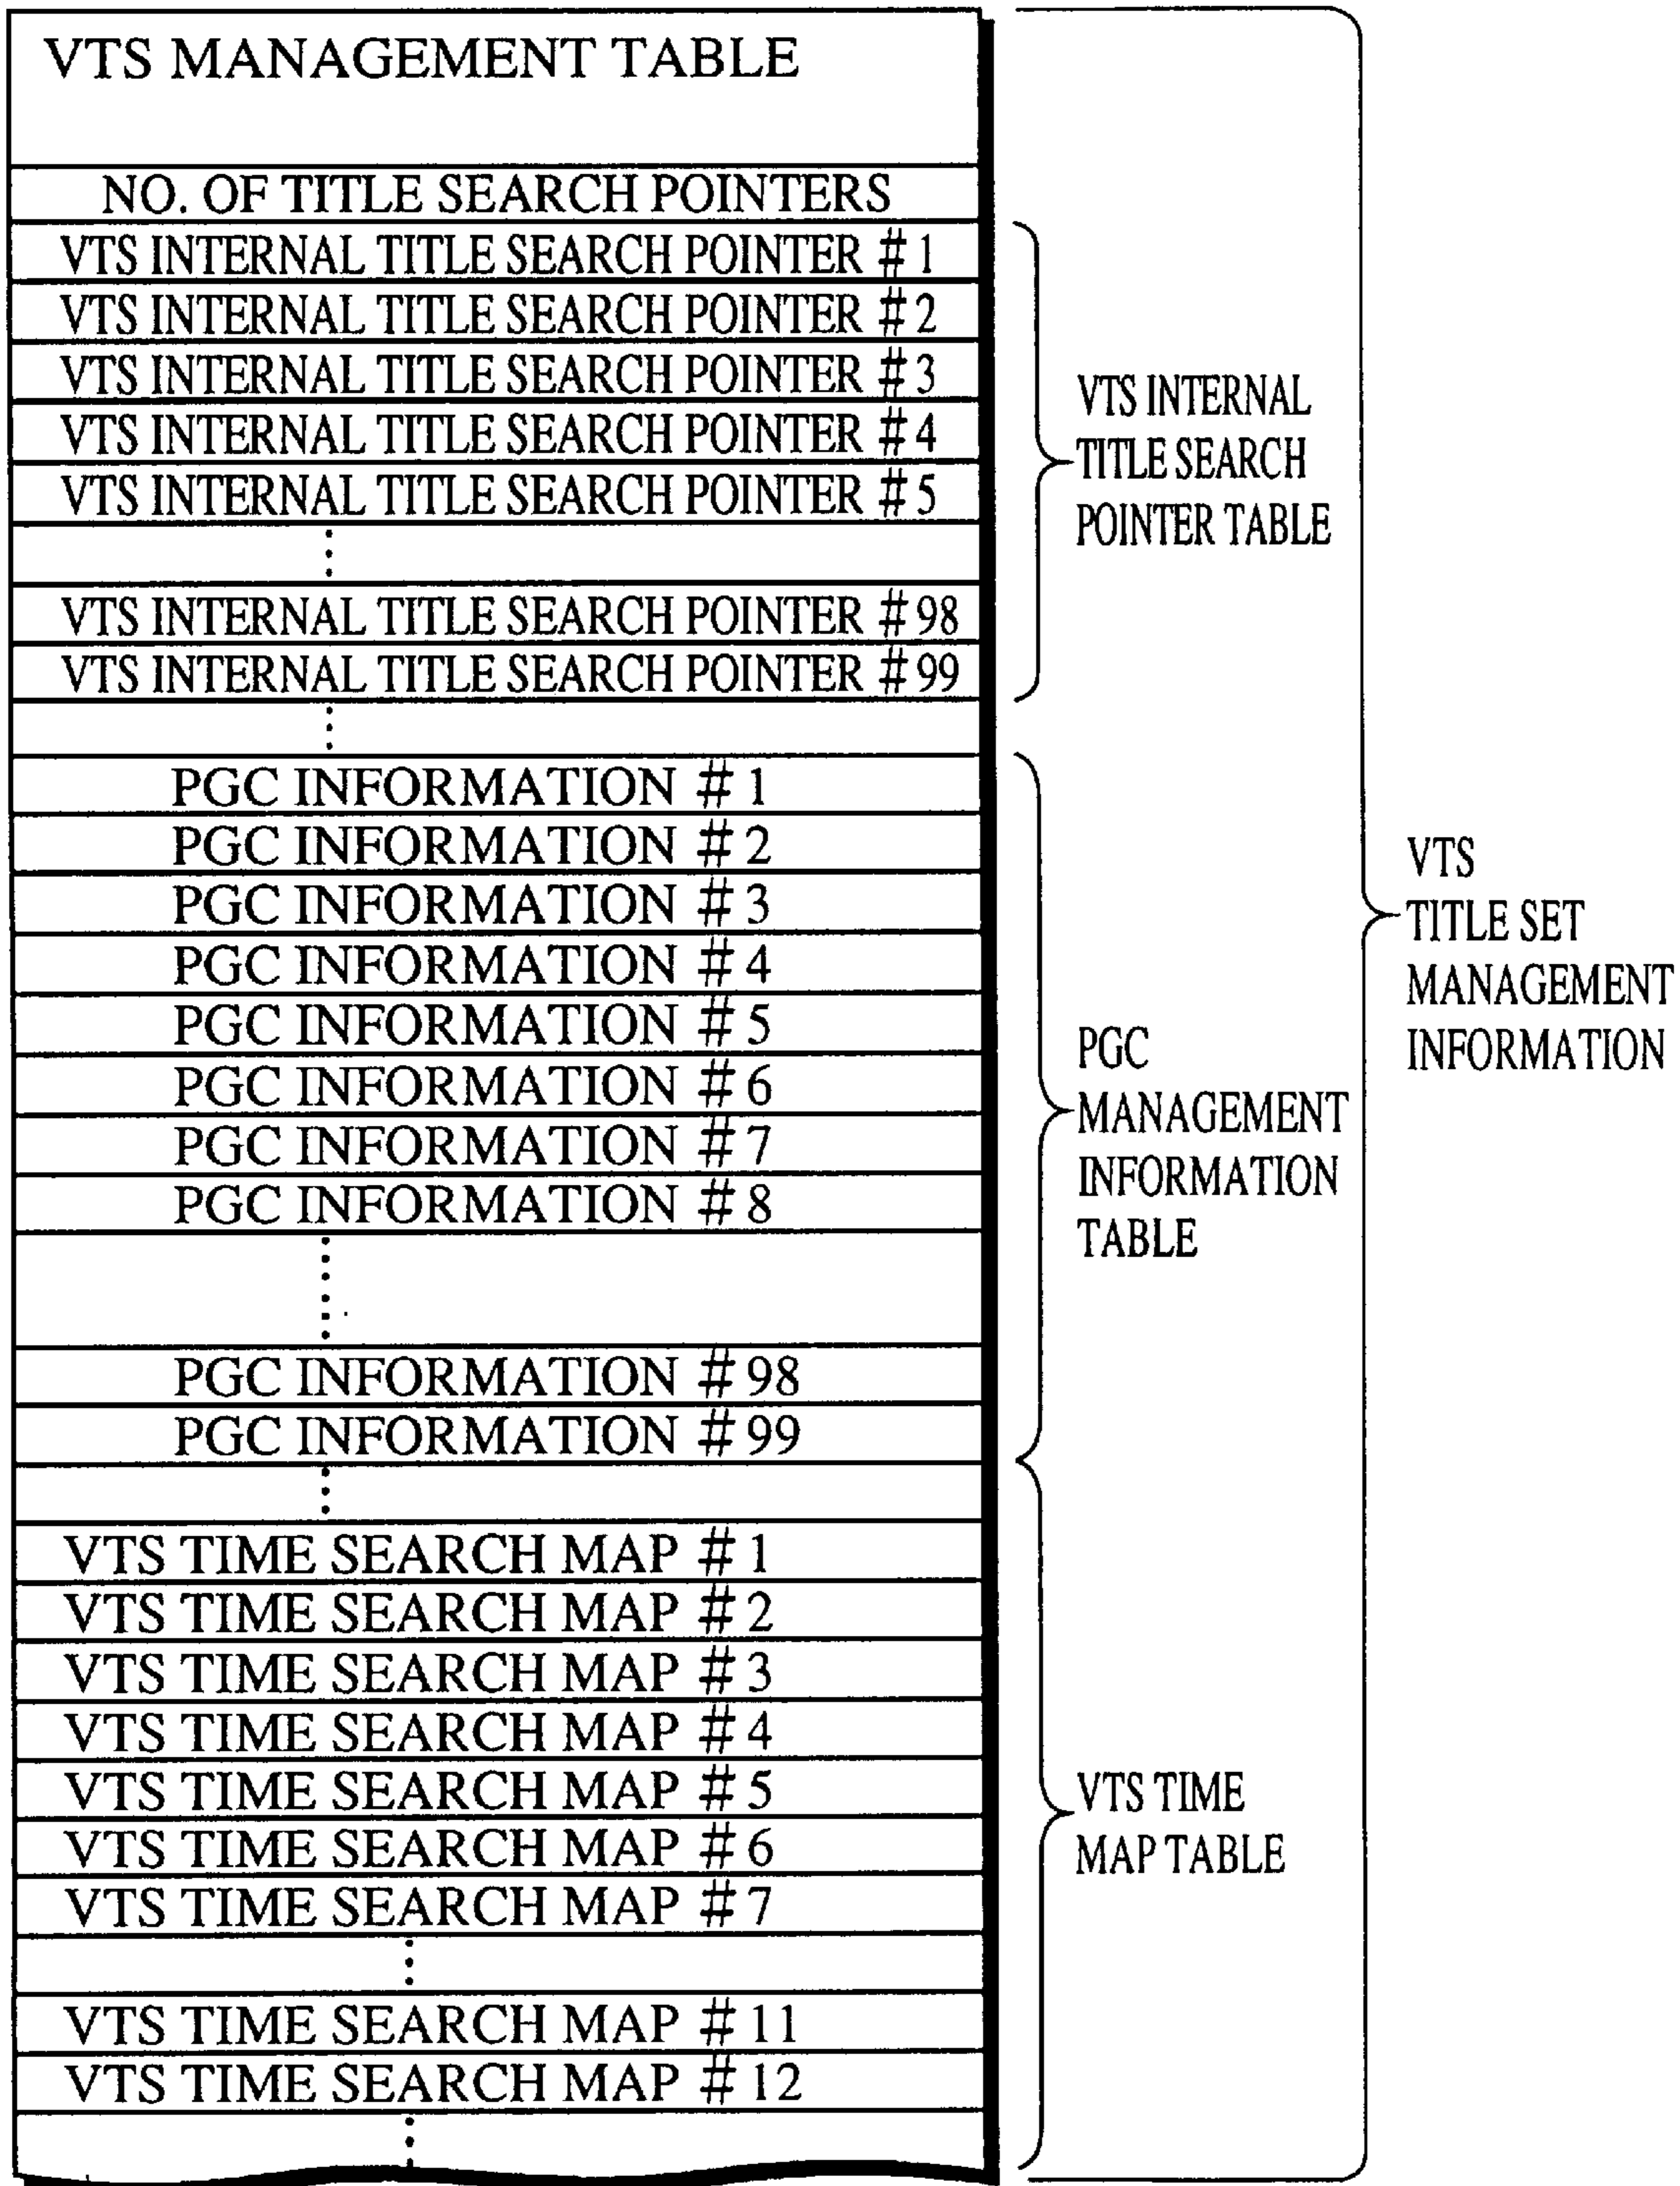 VTS MANAGEMENT TABLE
NO. OF TITLE SEARCH POINTERS
VTS INTERNAL TITLE SEARCH POINTER #1
VTS INTERNAL TITLE SEARCH POINTER #2
VTS INTERNAL TITLE SEARCH POINTER #3
VTS INTERNAL TITLE SEARCH POINTER #4
VTS INTERNAL TITLE SEARCH POINTER #5
VTS INTERNAL TITLE SEARCH POINTER #98
VTS INTERNAL TITLE SEARCH POINTER #99
PGC INFORMATION #1
PGC INFORMATION #2
PGC INFORMATION #3
PGC INFORMATION #4
PGC INFORMATION #5
PGC INFORMATION #6
PGC INFORMATION #7
PGC INFORMATION #8
PGC INFORMATION #98
PGC INFORMATION #99
VTS TIME SEARCH MAP #1
VTS TIME SEARCH MAP #2
VTS TIME SEARCH MAP #3
VTS TIME SEARCH MAP #4
VTS TIME SEARCH MAP #5
VTS TIME SEARCH MAP #6
VTS TIME SEARCH MAP #7
VTS TIME SEARCH MAP #11
VTS TIME SEARCH MAP #12
VTS INTERNAL
TITLE SEARCH
POINTER TABLE
PGC
MANAGEMENT
INFORMATION
TABLE
VTS TIME
MAP TABLE
VTS
TITLE SET
MANAGEMENT
INFORMATION